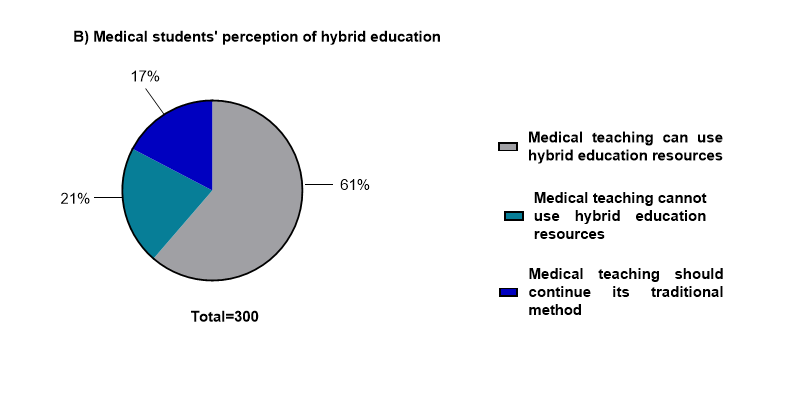 B) Medical students' perception of hybrid education
17%
61%
21%
Total=300
Medical teaching can use
hybrid education resources
Medical teaching cannot
use hybrid education
resources
Medical teaching should
continue its traditional
method